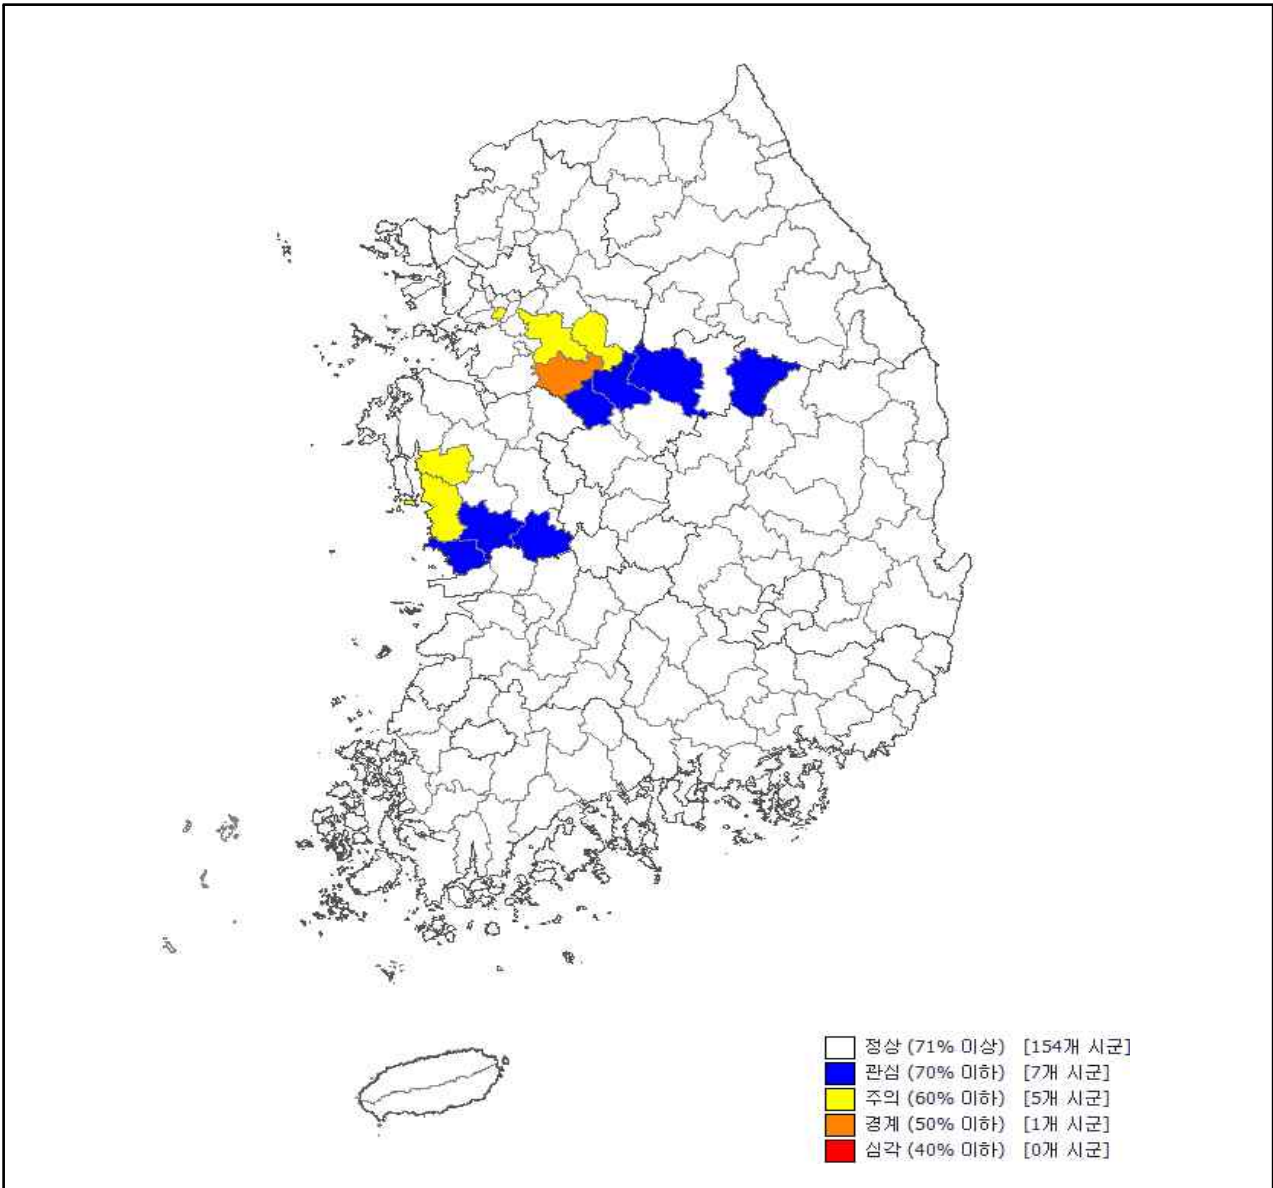 정상 (71% 이상) [154개 시군]
관심 (70% 이하) [7개 시군]
주의 (60% 이하) [5개 시군]
경계 (50% 이하) [1개 시군]
심각 (40% 이하) [0개 시군]